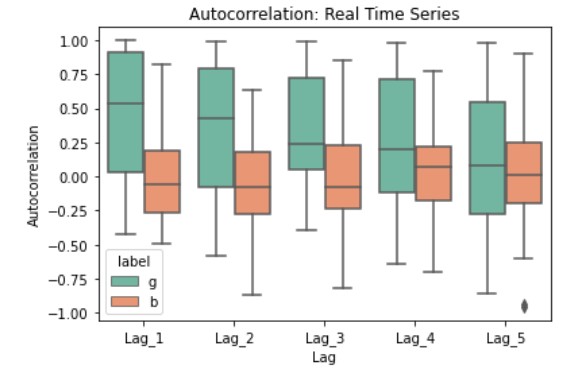 Autocorrelation: Real Time Series
1.00
0.75
0.50
0.25
0.00
−0.25
−0.50
−0.75
−1.00
Autocorrelation
label
g
b
Lag_1 Lag_2 Lag_3 Lag_4 Lag_5
Lag